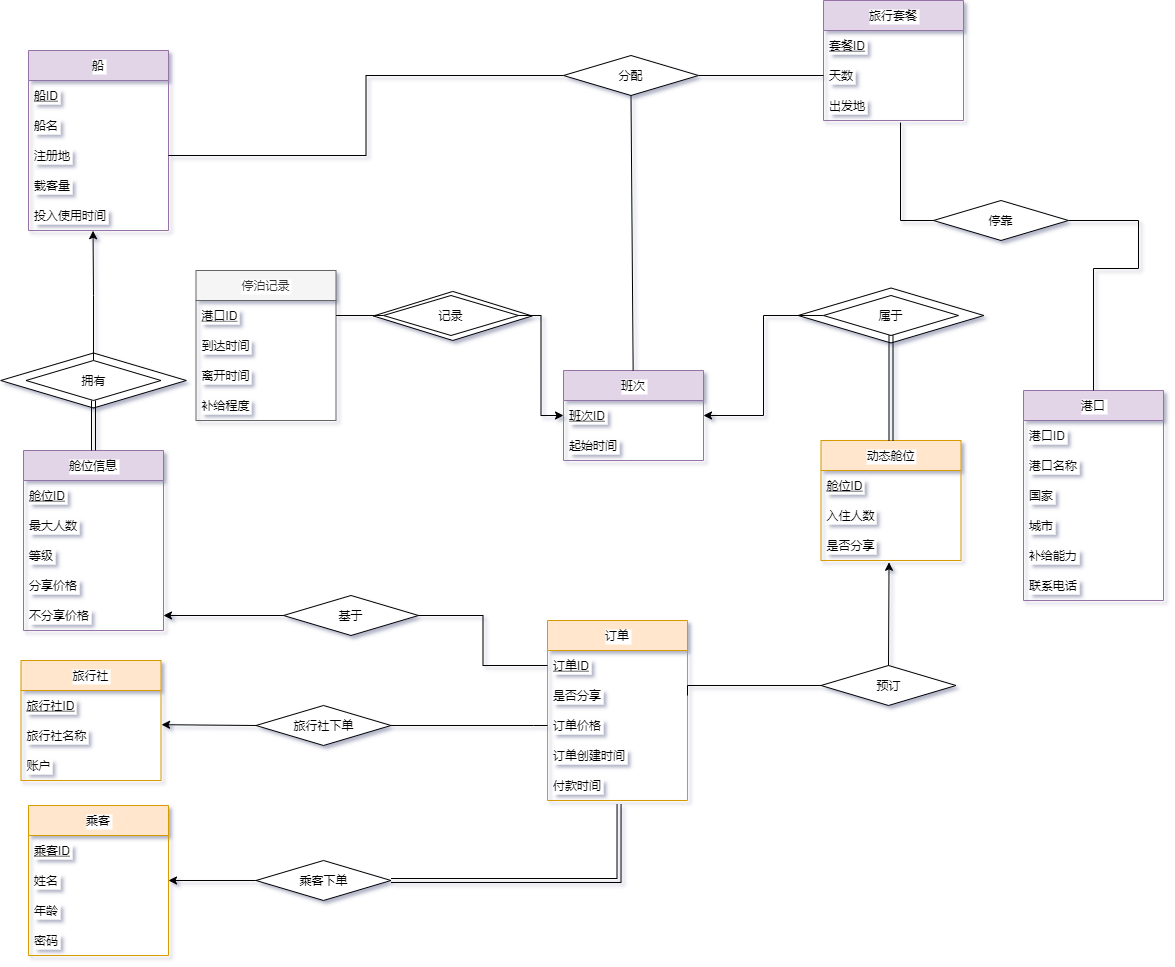 旅行套餐
套餐ID
天数
出发地
船
船ID
船名
注册地
载客量
投入使用时间
分配
停靠
停泊记录
港口ID
到达时间
离开时间
补给程度
记录
属于
拥有
班次
班次ID
起始时间
港口
港口ID
港口名称
国家
城市
补给能力
联系电话
舱位信息
舱位ID
最大人数
等级
分享价格
不分享价格
动态舱位
舱位ID
入住人数
是否分享
基于
订单
订单ID
是否分享
订单价格
订单创建时间
付款时间
预订
旅行社
旅行社ID
旅行社名称
账户
旅行社下单
乘客
乘客ID
姓名
年龄
密码
乘客下单